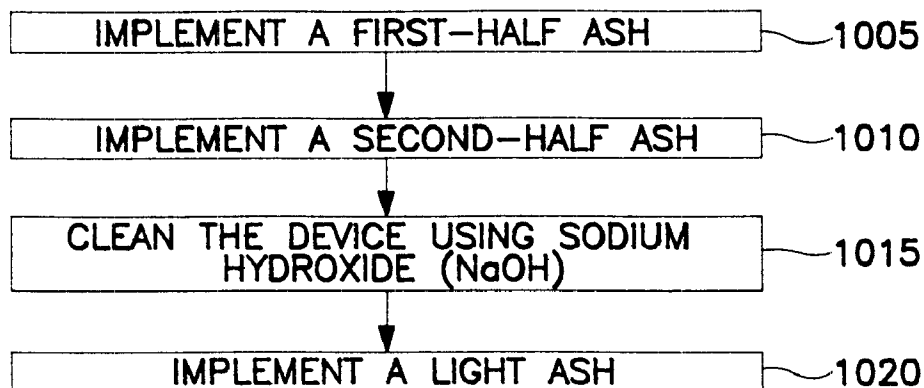 IMPLEMENT A FIRST-HALF ASH 1005
IMPLEMENT A SECOND-HALF ASH 1010
CLEAN THE DEVICE USING SODIUM
HYDROXIDE (NaOH) 1015
IMPLEMENT A LIGHT ASH 1020